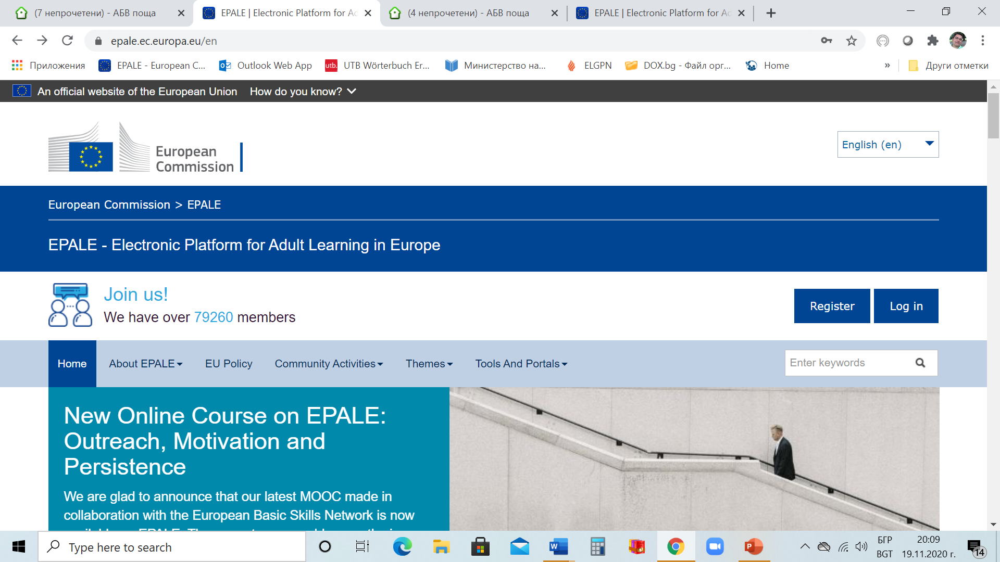 (7 непрочетени) - АБВ поща
EPALE | Electronic Platform for Ad
(4 непрочетени) - АБВ поща
EPALE | Electronic Platform for Ad
epale.ec.europa.eu/en
Приложения
EPALE - European C...
Outlook Web App
utb.
UTB Wörterbuch Er...
Министерство на...
ELGPN
DOX.bg - Файл орг...
Home
»
Други отметки
An official website of the European Union
How do you know?
European
Commission
English (en)
European Commission > EPALE
EPALE - Electronic Platform for Adult Learning in Europe
Join us!
We have over 79260 members
Register
Log in
Home
About EPALE
EU Policy
Community Activities
Themes
Tools And Portals
Enter keywords
New Online Course on EPALE:
Outreach, Motivation and
Persistence
We are glad to announce that our latest MOOC made in
collaboration with the European Basic Skills Network is now
Type here to search
БГР
BGT
20:09
19.11.2020 г.
14